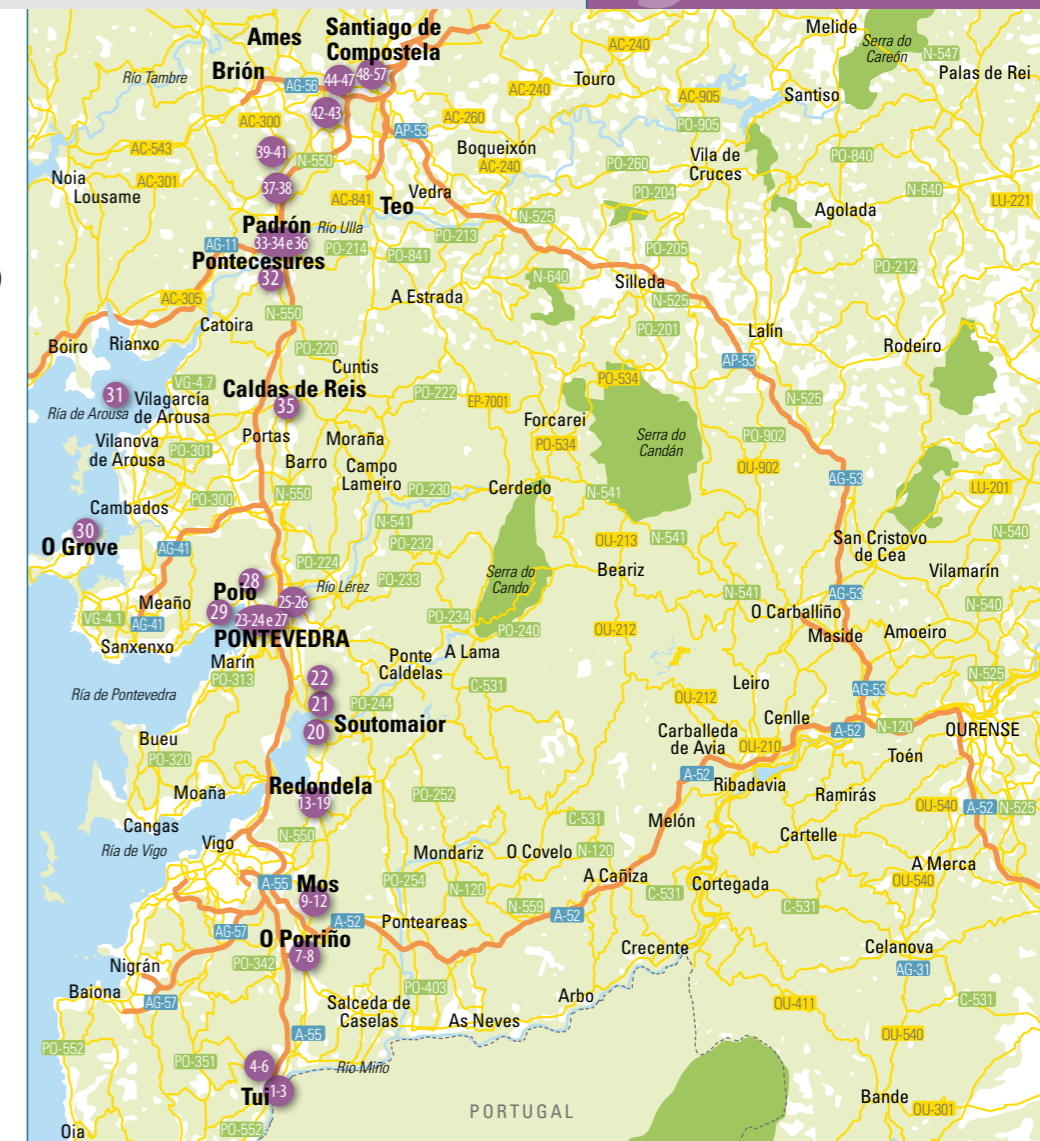 Ames
Santiago de
Compostela
Melide
AC-240
Serra do
Careón
N-547
Palas de Rei
Río Tambre
Brión
AG-56
44-47
48-57
Touro
AC-240
AC-905
Santiso
42-43
AC-300
AC-260
AP-53
PO-905
AC-543
39-41
N-550
Boqueixón
AC-240
PO-260
Vila de
Cruces
PO-840
Noia
Lousame
AC-301
37-38
AC-841
Teo
Vedra
PO-204
N-640
LU-221
Agolada
N-525
Padrón
Río Ulla
AG-11
33-34 e 36
PO-214
PO-213
PO-841
PO-205
Pontecesures
32
N-640
Silleda
PO-212
AC-305
A Estrada
N-525
N-550
Catoira
PO-201
Lalín
Boiro
Rianxo
PO-220
AP-53
Rodeiro
Cuntis
VG-4.7
PO-534
31
Vilagarcía
de Arousa
Ría de Arousa
Caldas de Reis
35
PO-222
EP-7001
N-525
Forcarei
Vilanova
de Arousa
PO-301
Portas
Moraña
PO-534
Serra do
Candán
PO-902
Barro
Campo
Lameiro
OU-902
AG-53
PO-300
N-550
PO-230
Cerdedo
N-541
LU-201
Cambados
30
O Grove
AG-41
N-541
PO-232
OU-213
N-541
San Cristovo
de Cea
N-540
PO-224
Río Lérez
PO-233
Serra do
Cando
Beariz
Vilamarín
28
Poio
25-26
29
23-24 e 27
PONTEVEDRA
Meaño
VG-4.1
AG-41
Sanxenxo
PO-234
PO-240
OU-212
N-541
AG-53
N-540
O Carballiño
Maside
Amoeiro
Marín
PO-313
Ponte
Caldelas
A Lama
22
21
20
PO-244
Soutomaior
C-531
Leiro
N-525
AG-53
OU-212
Ría de Pontevedra
Cenlle
Carballeda
de Avia
OU-210
A-52
N-120
OURENSE
Bueu
PO-320
Toén
A-52
Ribadavia
Moaña
Redondela
13-19
PO-252
Ramirás
OU-540
A-52
N-525
Cangas
Ría de Vigo
Vigo
N-550
C-531
Melón
Cartelle
Mondariz
O Covelo
N-120
A Merca
OU-540
A-55
Mos
9-12
PO-254
N-120
A Cañiza
C-531
Cortegada
N-559
A-52
C-531
AG-57
A-52
Ponteareas
O Porriño
7-8
Crecente
Celanova
AG-31
Nigrán
PO-342
Baiona
AG-57
PO-403
Salceda de
Caselas
Arbo
OU-411
C-531
As Neves
A-55
OU-540
PO-552
PO-351
4-6
Río Miño
Tui
1-3
PORTUGAL
Bande
OU-301
Oia
PO-552